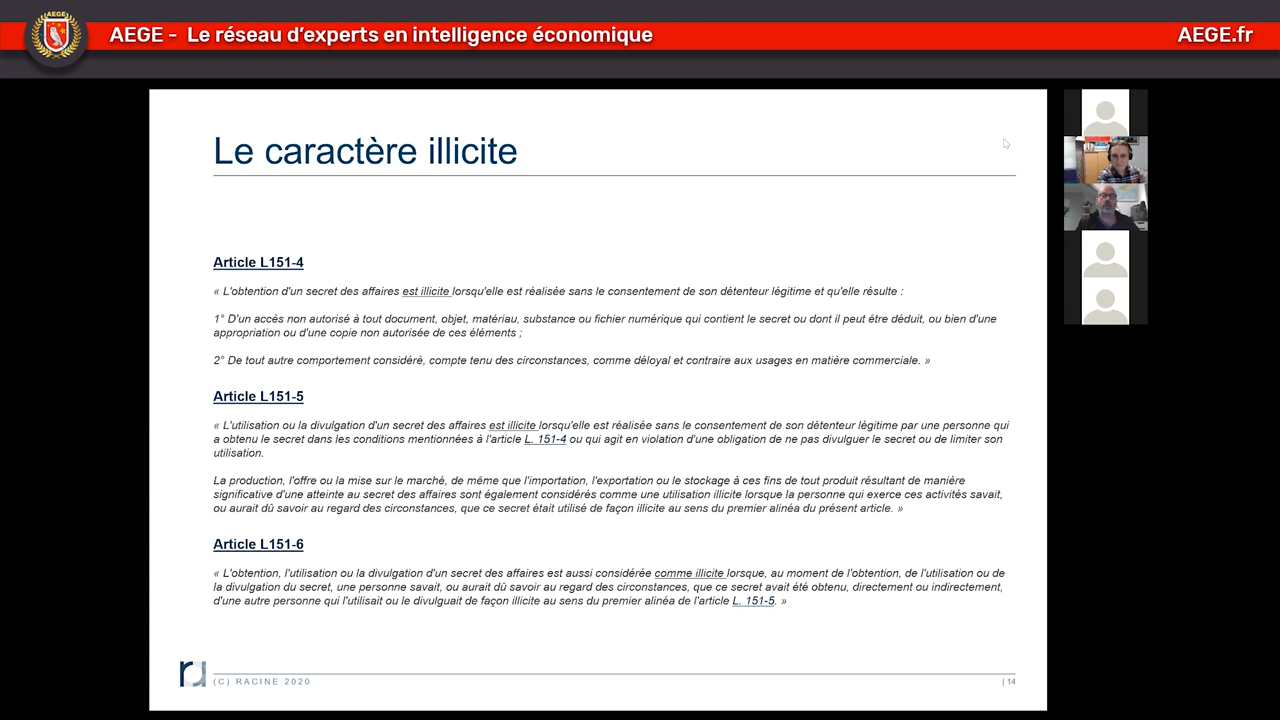 AEGE
AEGE - Le réseau d'experts en intelligence économique
AEGE.fr
Le caractère illicite
Article L151-4
« L'obtention d'un secret des affaires est illicite lorsqu'elle est réalisée sans le consentement de son détenteur légitime et qu'elle résulte :
1° D'un accès non autorisé à tout document, objet, matériau, substance ou fichier numérique qui contient le secret ou dont il peut être déduit, ou bien d'une
appropriation ou d'une copie non autorisée de ces éléments ;
2° De tout autre comportement considéré, compte tenu des circonstances, comme déloyal et contraire aux usages en matière commerciale. »
Article L151-5
« L'utilisation ou la divulgation d'un secret des affaires est illicite lorsqu'elle est réalisée sans le consentement de son détenteur légitime par une personne qui
a obtenu le secret dans les conditions mentionnées à l'article L. 151-4 ou qui agit en violation d'une obligation de ne pas divulguer le secret ou de limiter son
utilisation.
La production, l'offre ou la mise sur le marché, de même que l'importation, l'exportation ou le stockage à ces fins de tout produit résultant de manière
significative d'une atteinte au secret des affaires sont également considérés comme une utilisation illicite lorsque la personne qui exerce ces activités savait,
ou aurait dû savoir au regard des circonstances, que ce secret était utilisé de façon illicite au sens du premier alinéa du présent article. »
Article L151-6
« L'obtention, l'utilisation ou la divulgation d'un secret des affaires est aussi considérée comme illicite lorsque, au moment de l'obtention, de l'utilisation ou de
la divulgation du secret, une personne savait, ou aurait dû savoir au regard des circonstances, que ce secret avait été obtenu, directement ou indirectement,
d'une autre personne qui l'utilisait ou le divulguait de façon illicite au sens du premier alinéa de l'article L. 151-5. »
(C) RACINE 2020
| 14